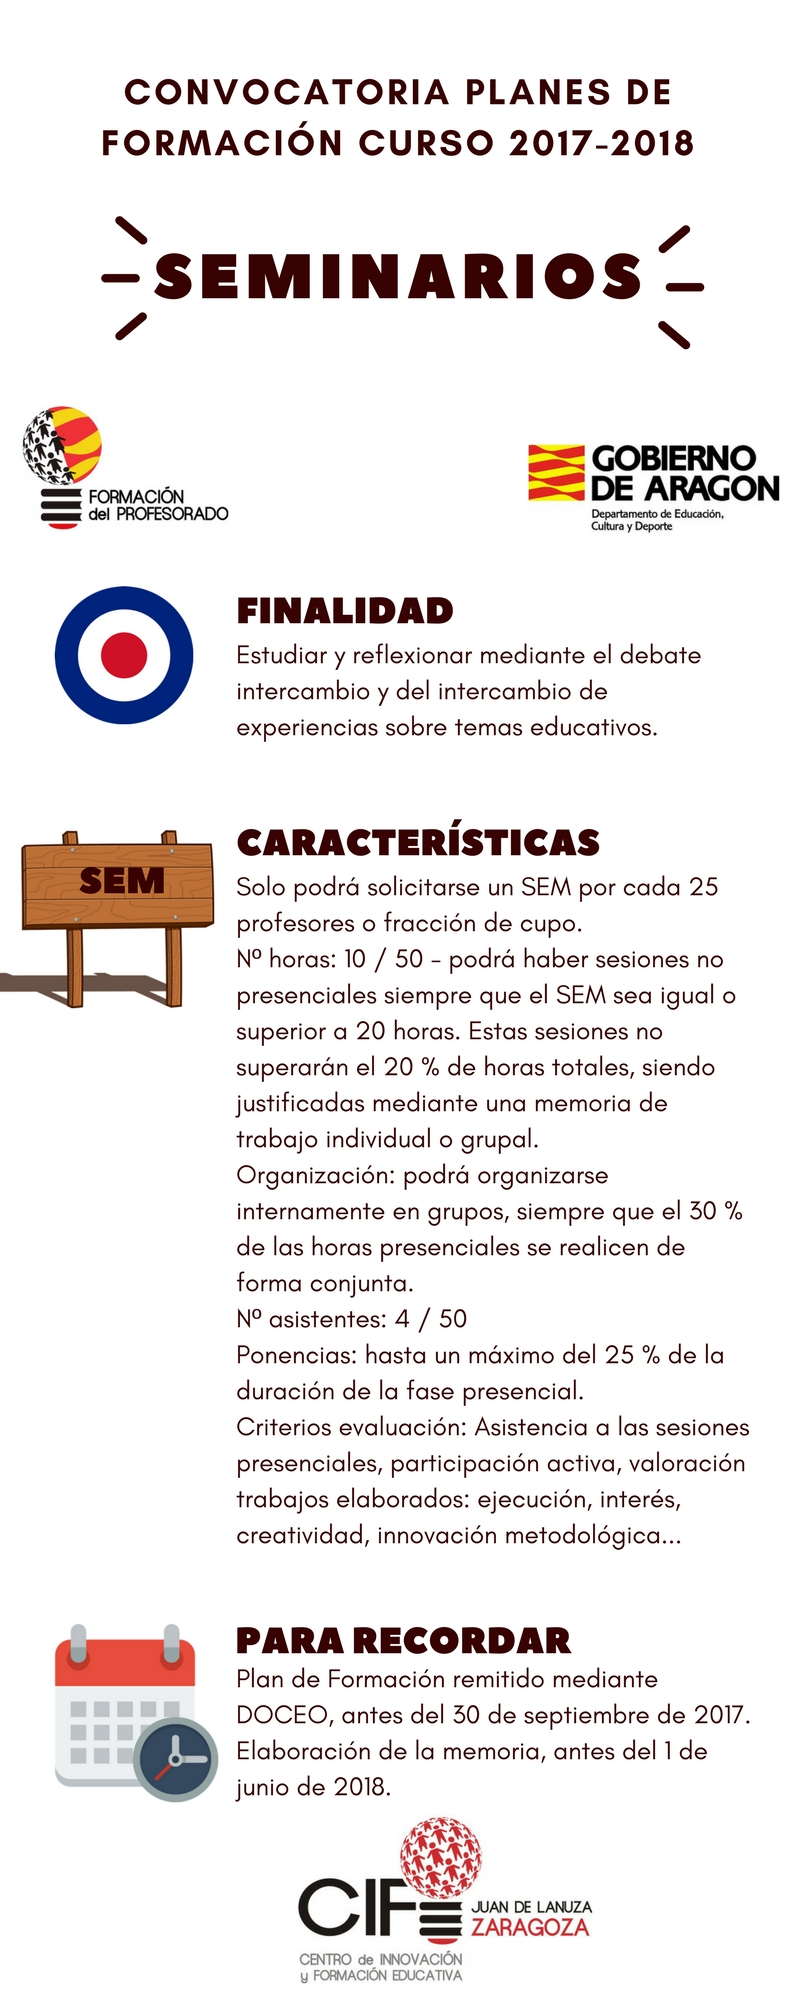 CONVOCATORIA PLANES DE
FORMACIÓN CURSO 2017-2018
SEMINARIOS
FORMACIÓN
del PROFESORADO
GOBIERNO
DE ARAGON
Departamento de Educación,
Cultura y Deporte
FINALIDAD
Estudiar y reflexionar mediante el debate
intercambio y del intercambio de
experiencias sobre temas educativos.
SEM
CARACTERÍSTICAS
Solo podrá solicitarse un SEM por cada 25
profesores o fracción de cupo.
Nº horas: 10 / 50 - podrá haber sesiones no
presenciales siempre que el SEM sea igual o
superior a 20 horas. Estas sesiones no
superarán el 20 % de horas totales, siendo
justificadas mediante una memoria de
trabajo individual o grupal.
Organización: podrá organizarse
internamente en grupos, siempre que el 30 %
de las horas presenciales se realicen de
forma conjunta.
Nº asistentes: 4 / 50
Ponencias: hasta un máximo del 25 % de la
duración de la fase presencial.
Criterios evaluación: Asistencia a las sesiones
presenciales, participación activa, valoración
trabajos elaborados: ejecución, interés,
creatividad, innovación metodológica...
PARA RECORDAR
Plan de Formación remitido mediante
DOCEO, antes del 30 de septiembre de 2017.
Elaboración de la memoria, antes del 1 de
junio de 2018.
CIFE
JUAN DE LANUZA
ZARAGOZA
CENTRO de INNOVACIÓN
y FORMACIÓN EDUCATIVA